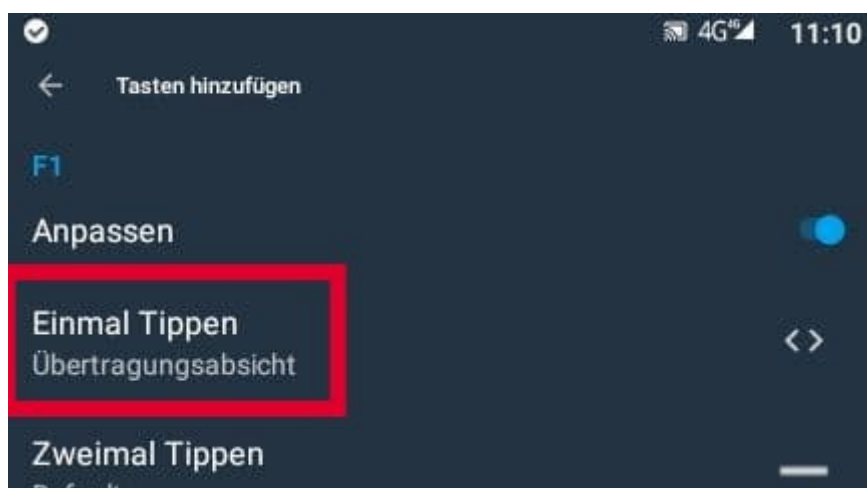 4G 11:10
Tasten hinzufügen
F1
Anpassen
Einmal Tippen
Übertragungsabsicht
Zweimal Tippen